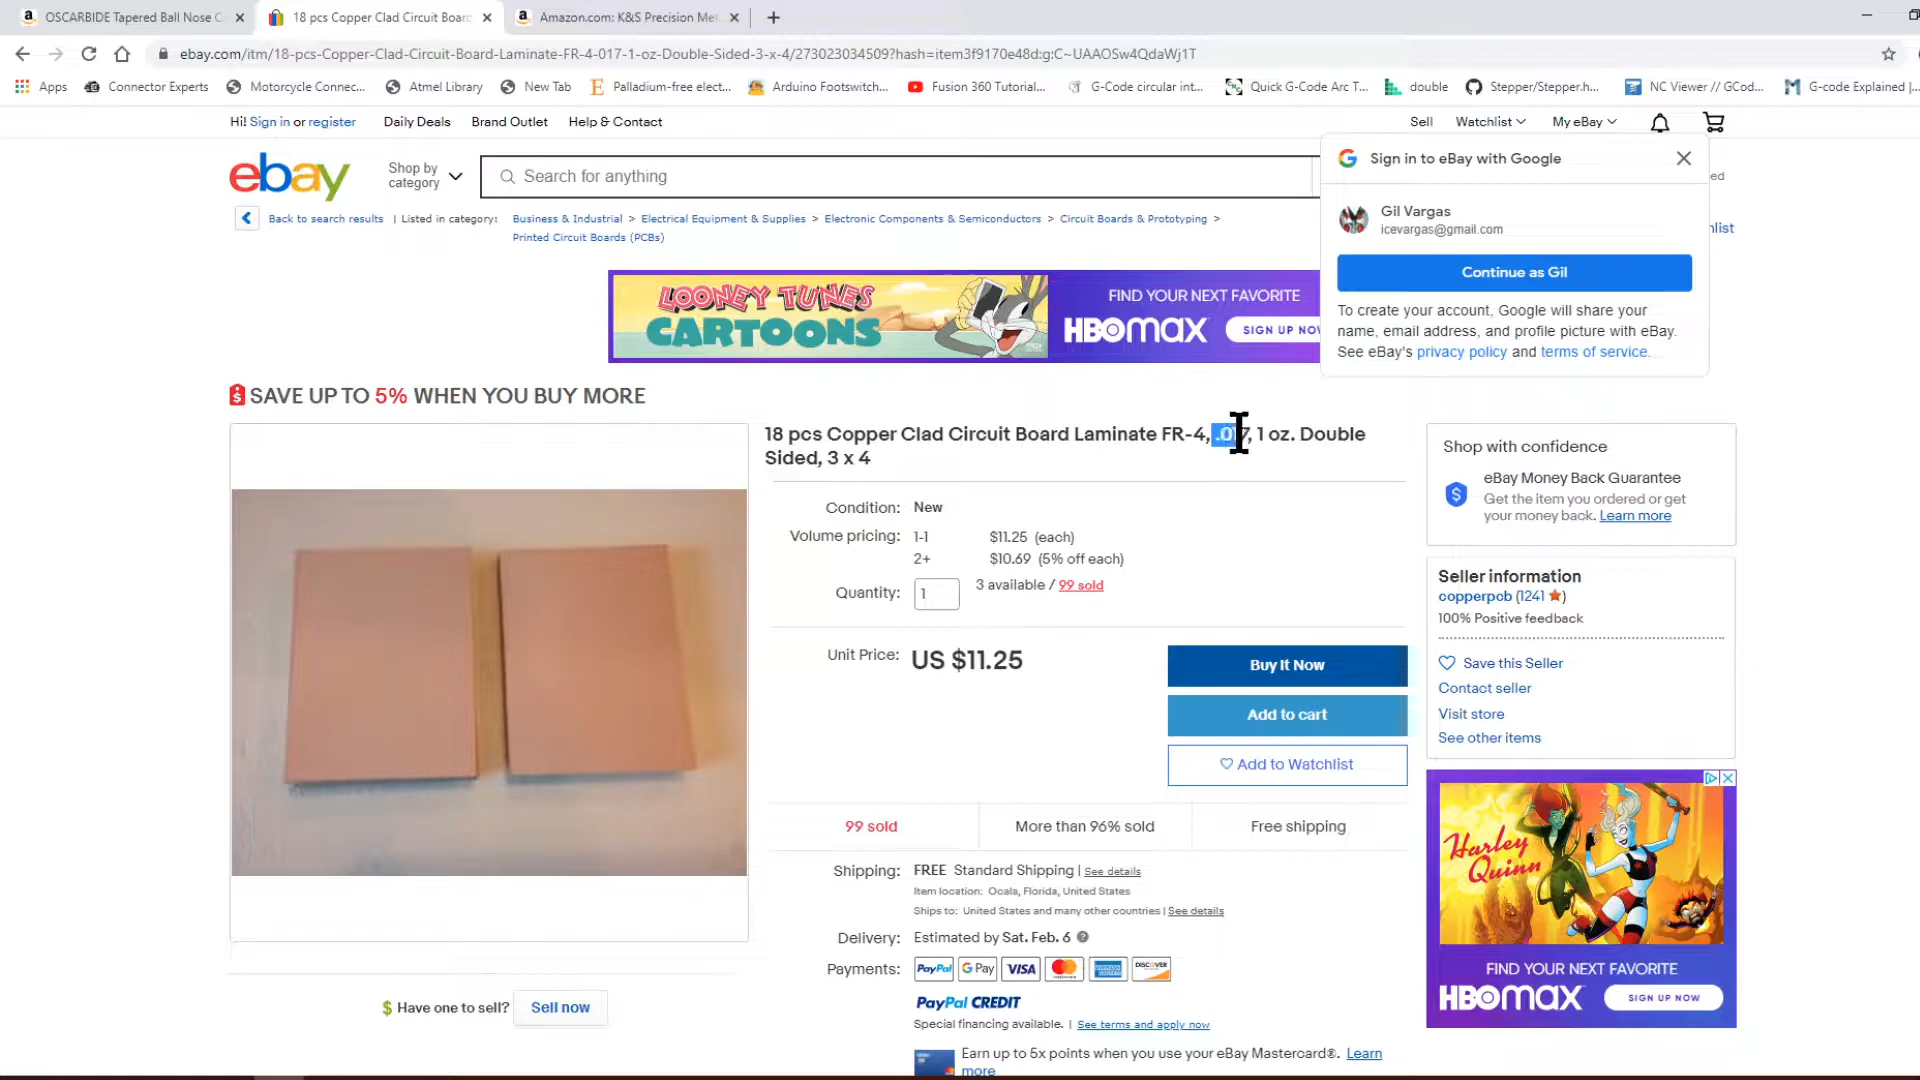 OSCARBIDE Tapered Ball Nose C
18 pcs Copper Clad Circuit Boar
Amazon.com: K&S Precision Met
ebay.com/itm/18-pcs-Copper-Clad-Circuit-Board-Laminate-FR-4-017-1-oz-Double-Sided-3-x-4/273023034509?hash=item3f9170e48d:g:C~UAAOSw4QdaWj1T
Apps Connector Experts Motorcycle Connec... Atmel Library New Tab Palladium-free elect... Arduino Footswitch... Fusion 360 Tutorial... G-Code circular int... Quick G-Code Arc T... double Stepper/Stepper.h... NC Viewer // GCod... G-code Explained |...
Hi! Sign in or register Daily Deals Brand Outlet Help & Contact Sell Watchlist My eBay
ebay
Shop by
category
Search for anything
Sign in to eBay with Google
Gil Vargas
icevargas@gmail.com
Continue as Gil
To create your account, Google will share your
name, email address, and profile picture with eBay.
See eBay's privacy policy and terms of service.
Back to search results | Listed in category: Business & Industrial > Electrical Equipment & Supplies > Electronic Components & Semiconductors > Circuit Boards & Prototyping >
Printed Circuit Boards (PCBs)
LOONEY TUNES
CARTOONS
FIND YOUR NEXT FAVORITE
HBOMAX
SIGN UP NOW
SAVE UP TO 5% WHEN YOU BUY MORE
18 pcs Copper Clad Circuit Board Laminate FR-4, .017, 1 oz. Double
Sided, 3 x 4
Condition: New
Volume pricing: 1-1 $11.25 (each)
2+ $10.69 (5% off each)
Quantity: 1 3 available / 99 sold
Unit Price: US $11.25
Buy It Now
Add to cart
Add to Watchlist
99 sold More than 96% sold Free shipping
Shipping: FREE Standard Shipping | See details
Item location: Ocala, Florida, United States
Ships to: United States and many other countries | See details
Delivery: Estimated by Sat. Feb. 6
Payments: PayPal G Pay VISA MasterCard AMERICAN EXPRESS DISCOVER
PayPal CREDIT
Special financing available. | See terms and apply now
Earn up to 5x points when you use your eBay Mastercard®. Learn
more
$ Have one to sell? Sell now
Shop with confidence
eBay Money Back Guarantee
Get the item you ordered or get
your money back. Learn more
Seller information
copperpcb (1241)
100% Positive feedback
Save this Seller
Contact seller
Visit store
See other items
Harley
Quinn
FIND YOUR NEXT FAVORITE
HBOMAX
SIGN UP NOW